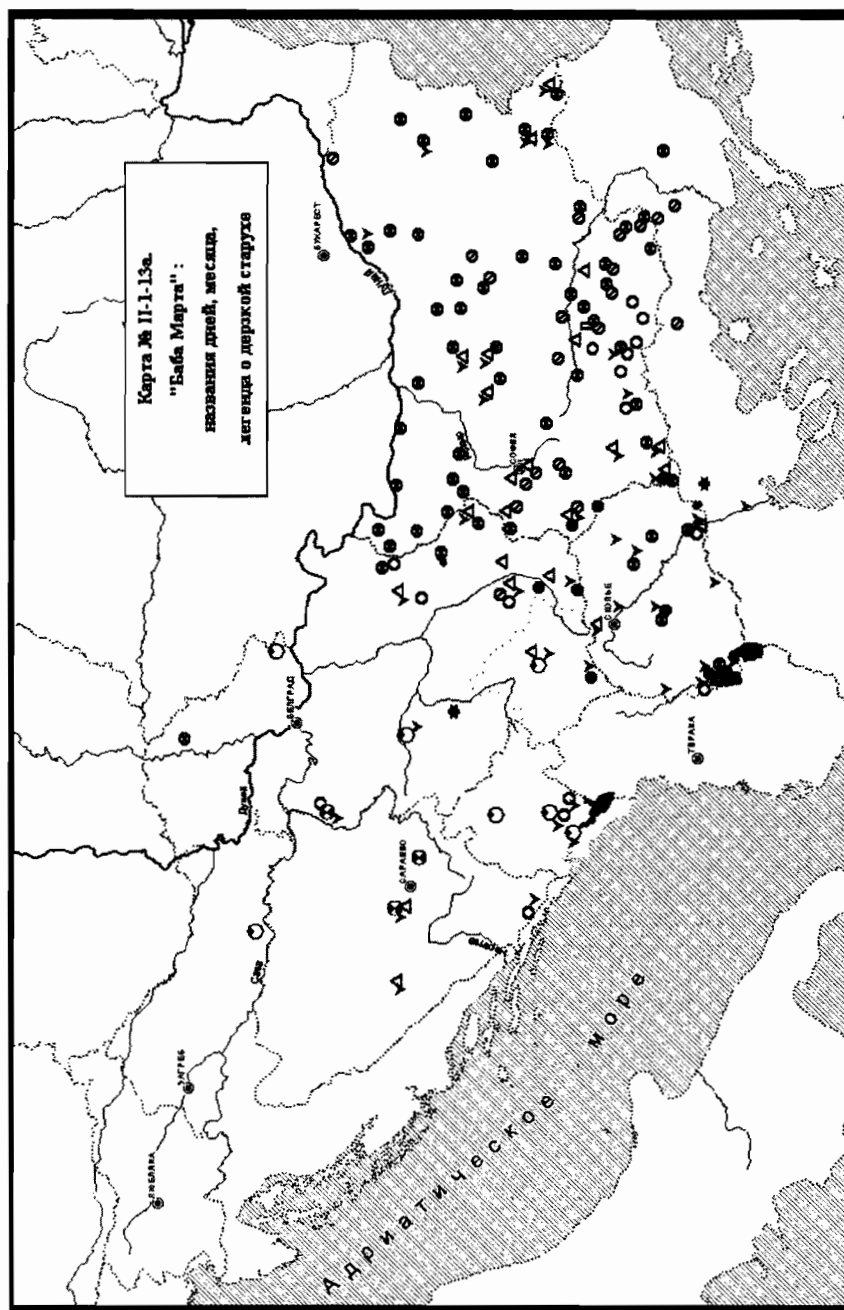 Карта № II-1-13а.
"Баба Марта" :
названия дней, месяца,
легенда о дерзкой старухе
ЛЮБЛЯНА
ЗАГРЕБ
Сава
Дунай
БЕЛГРАД
САРАЕВО
БУХАРЕСТ
Дунай
СОФИЯ
СКОПЬЕ
ТИРАНА
Адриатическое море